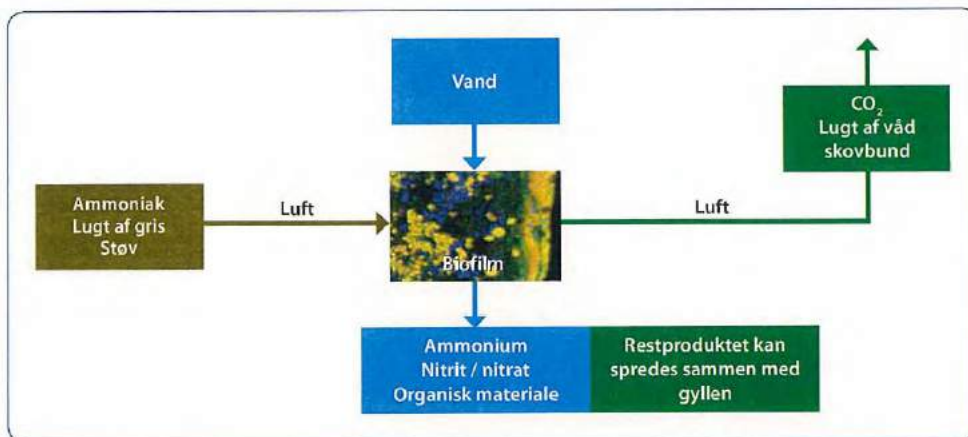 Vand
CO₂
Lugt af våd
skovbund
Ammoniak
Lugt af gris
Støv
Luft
Luft
Biofilm
Ammonium
Nitrit / nitrat
Organisk materiale
Restproduktet kan
spredes sammen med
gyllen